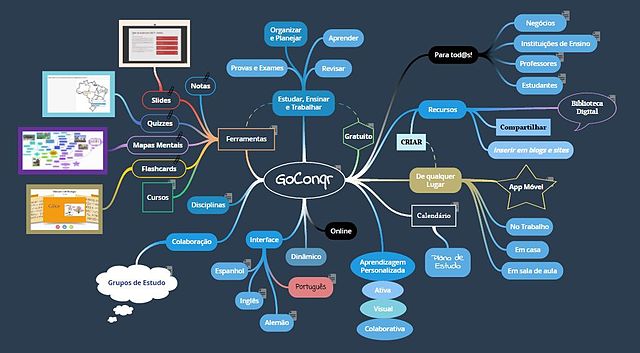 Organizar
e Planejar
Aprender
Provas e Exames
Revisar
Estudar, Ensinar
e Trabalhar
Gratuito
Para tod@s!
Negócios
Instituições de Ensino
Professores
Estudantes
Recursos
Biblioteca
Digital
Compartilhar
Inserir em blogs e sites
CRIAR
De qualquer
Lugar
App Móvel
No Trabalho
Em casa
Em sala de aula
Calendário
Plano de
Estudo
GoConqr
Ferramentas
Notas
Slides
Quizzes
Mapas Mentais
Flashcards
Cursos
Disciplinas
Colaboração
Grupos de Estudo
Interface
Espanhol
Inglês
Alemão
Português
Dinâmico
Online
Aprendizagem
Personalizada
Ativa
Visual
Colaborativa